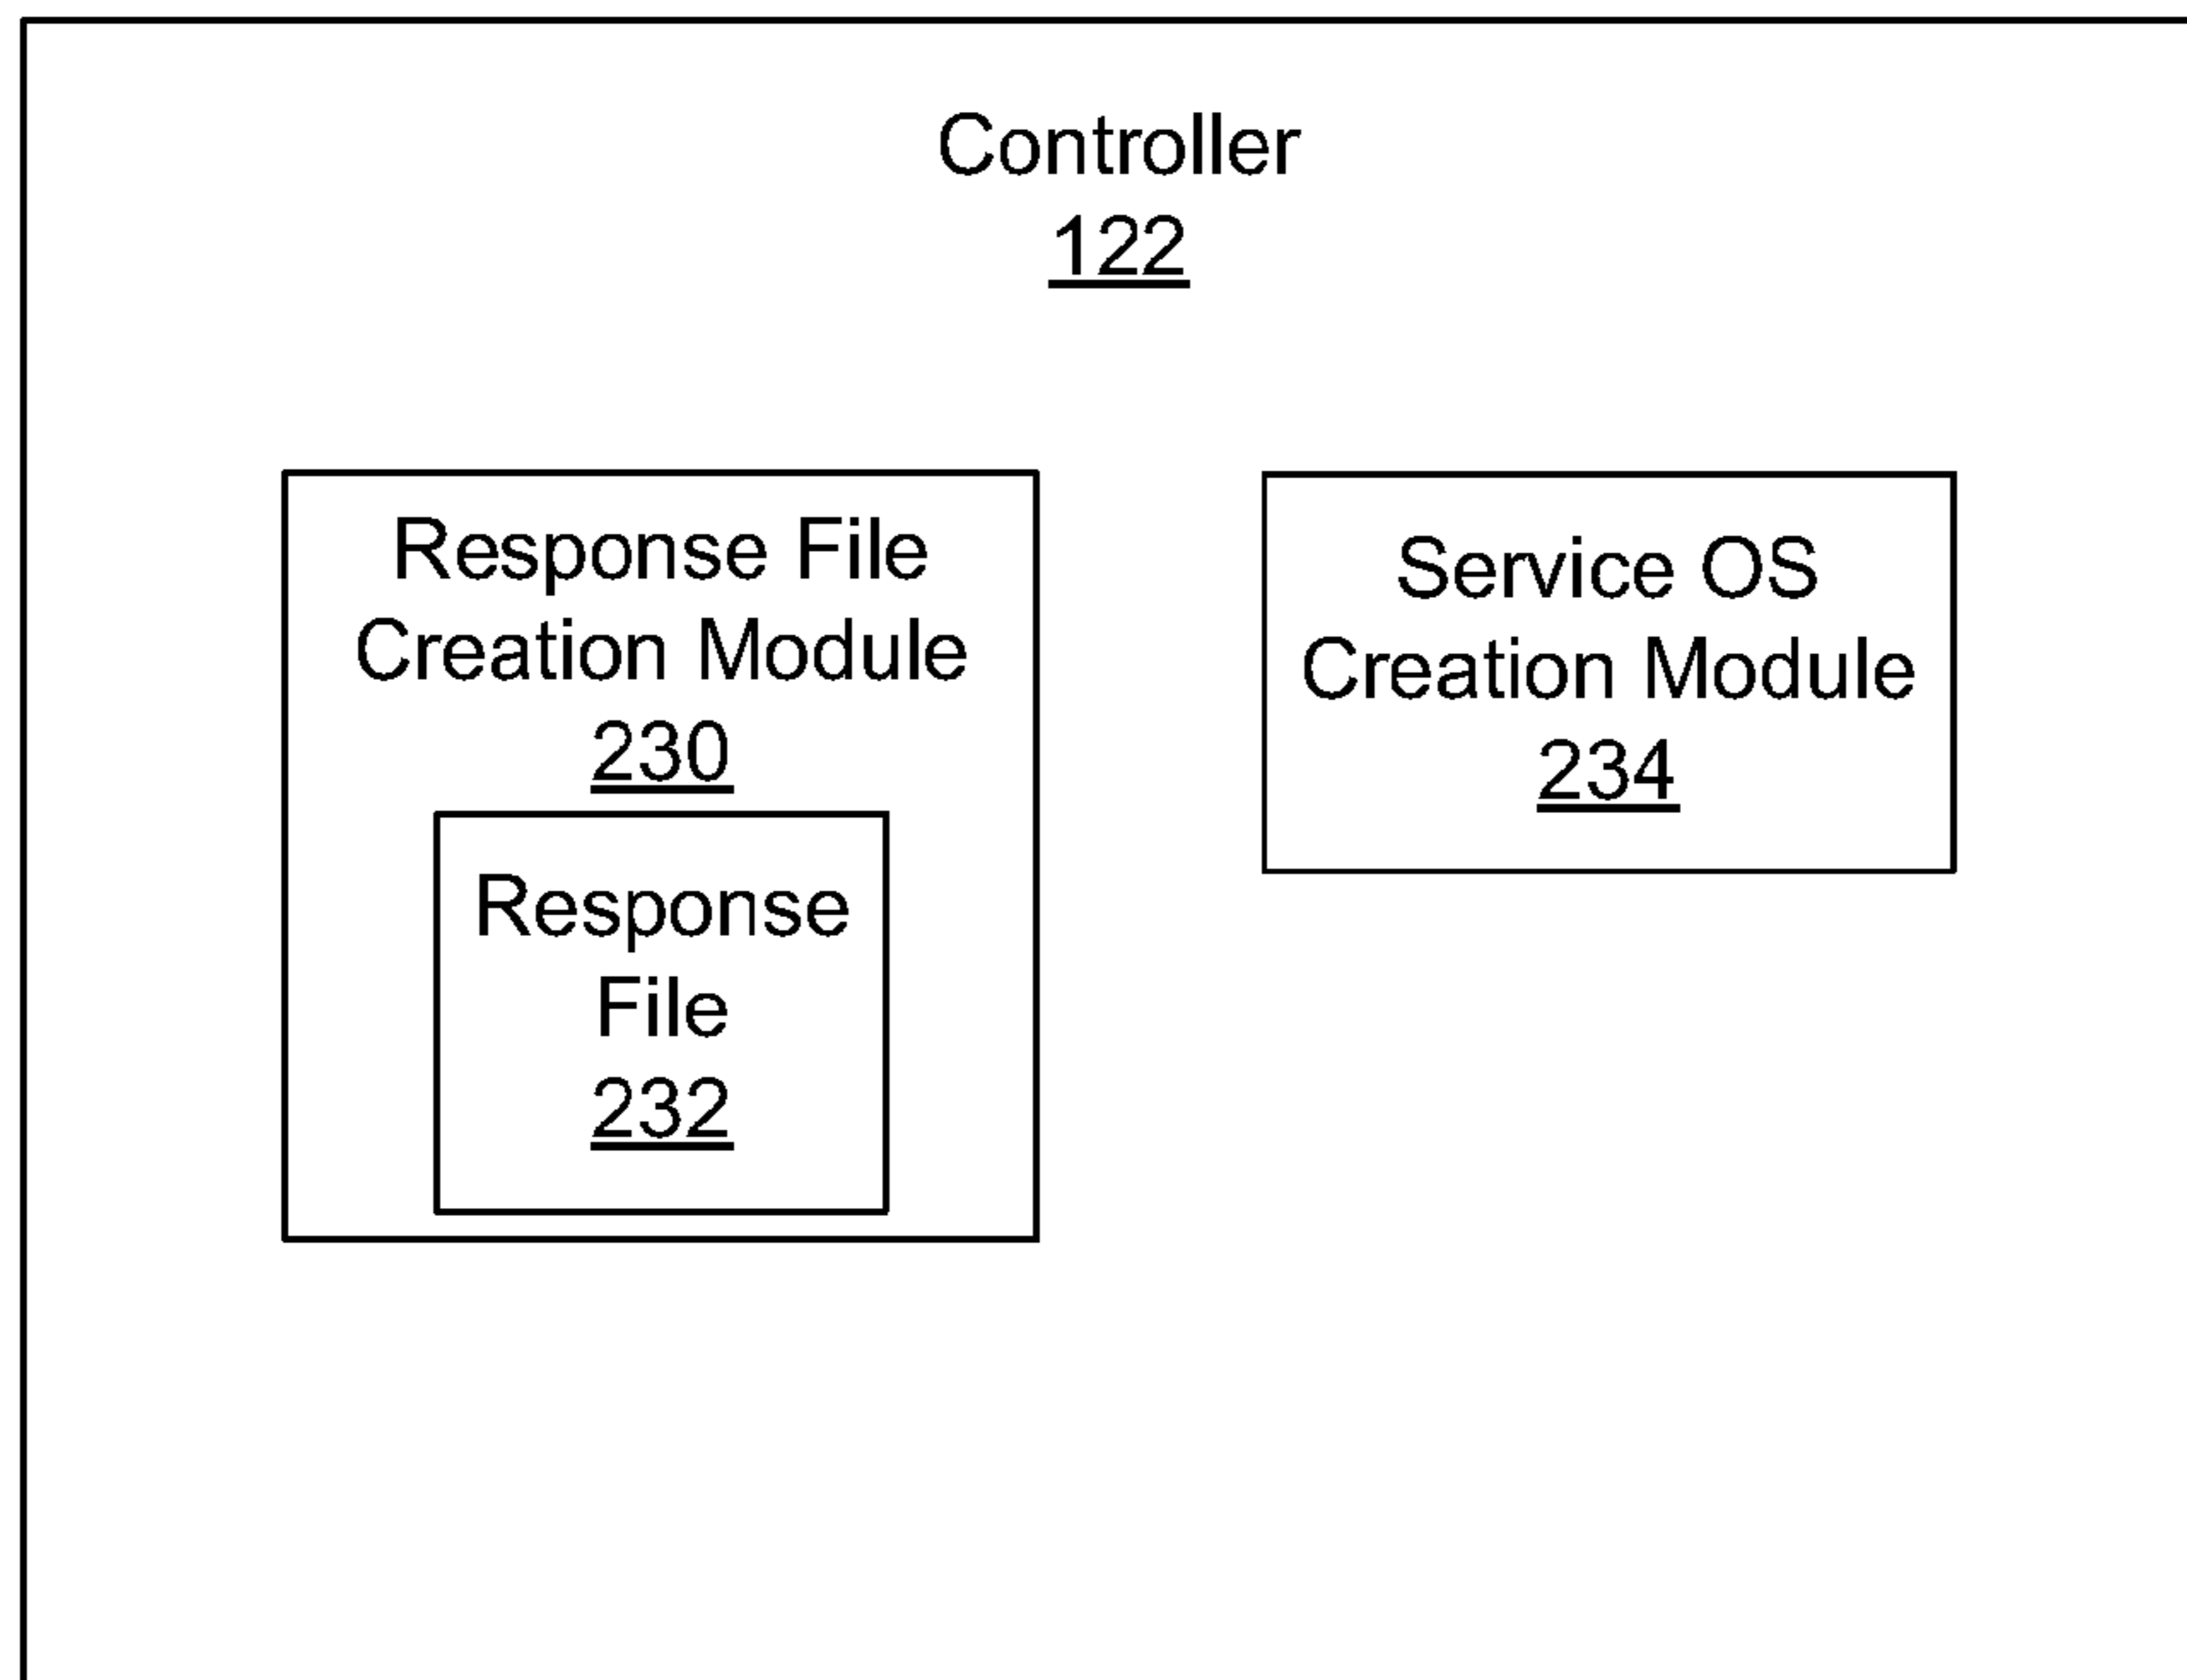 Controller
122
Response File
Creation Module
230
Response
File
232
Service OS
Creation Module
234